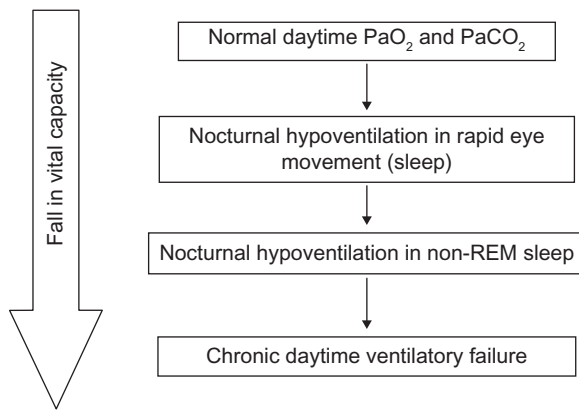 Fall in vital capacity
Normal daytime PaO₂ and PaCO₂
Nocturnal hypoventilation in rapid eye
movement (sleep)
Nocturnal hypoventilation in non-REM sleep
Chronic daytime ventilatory failure